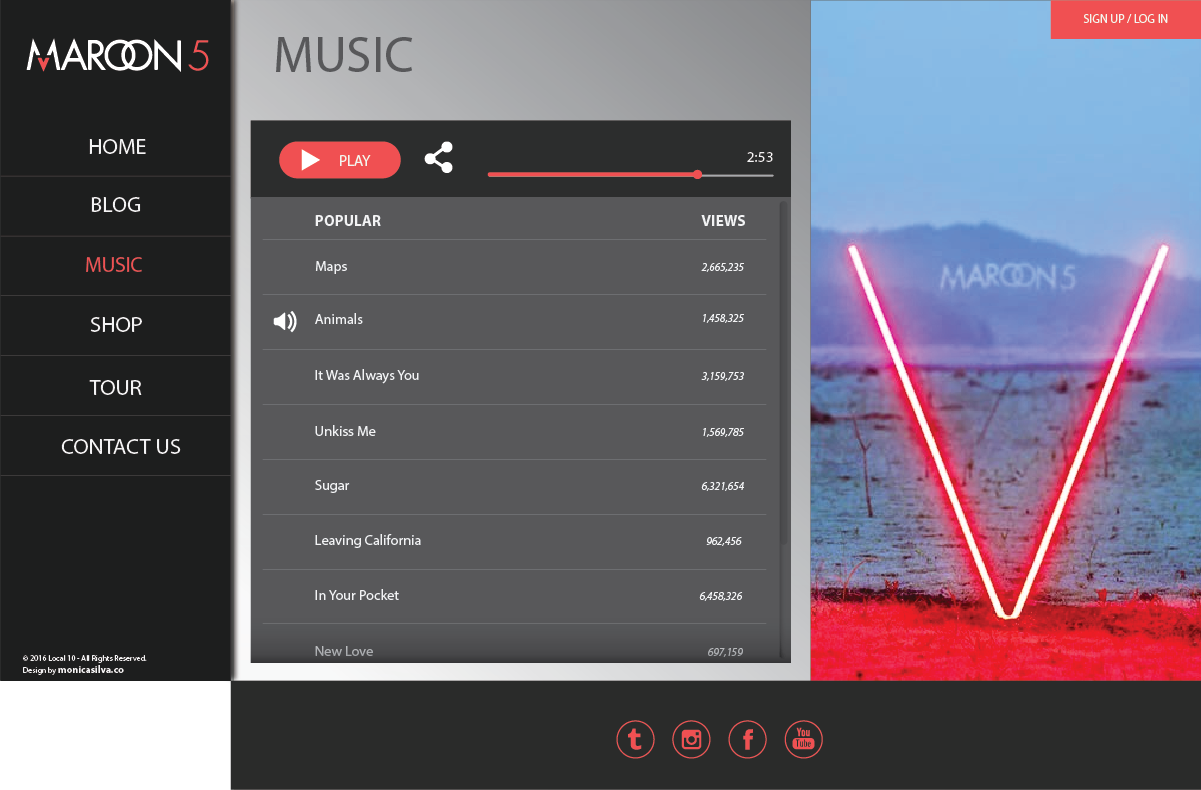 MAROON 5
HOME
BLOG
MUSIC
SHOP
TOUR
CONTACT US
© 2016 Local 10 - All Rights Reserved.
Design by monicasilva.co
MUSIC
PLAY
2:53
POPULAR VIEWS
Maps 2,665,235
Animals 1,458,325
It Was Always You 3,159,753
Unkiss Me 1,569,785
Sugar 6,321,654
Leaving California 962,456
In Your Pocket 6,458,326
New Love 697,159
SIGN UP / LOG IN
MAROON 5
V
t
f
You
Tube